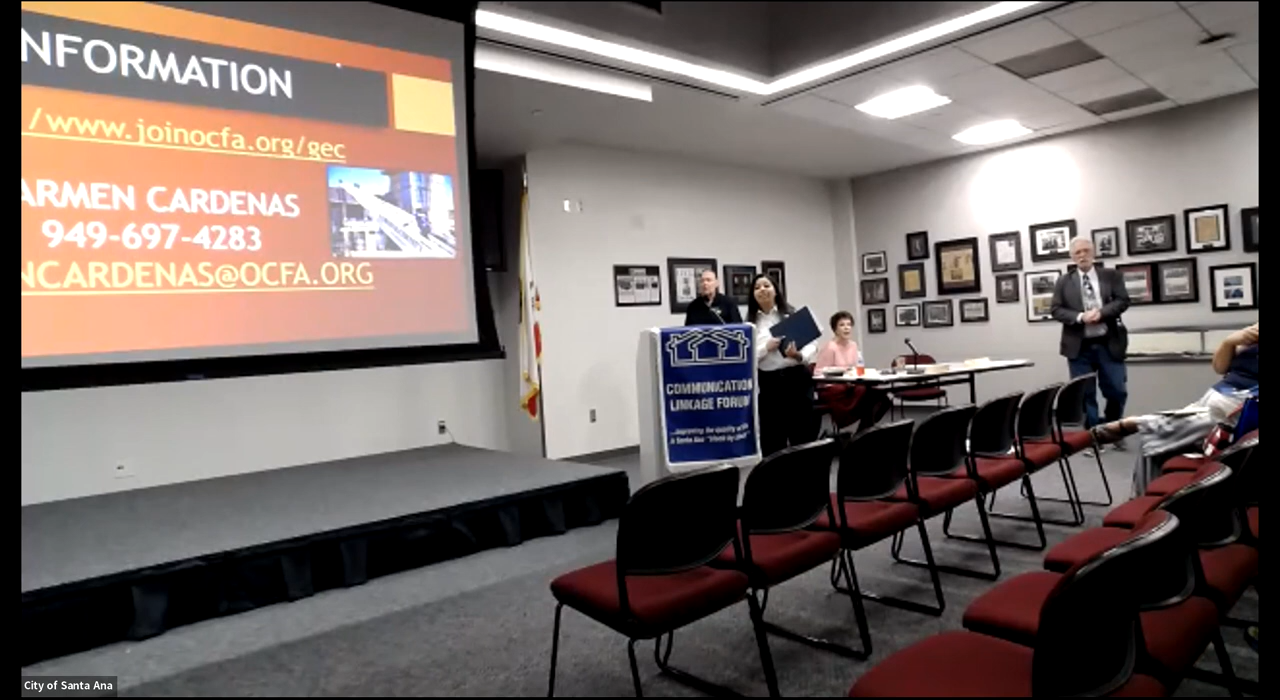 NFORMATION
/www.joinocfa.org/gec
ARMEN CARDENAS
949-697-4283
NCARDENAS@OCFA.ORG
COMMUNICATION
LINKAGE FORUM
City of Santa Ana